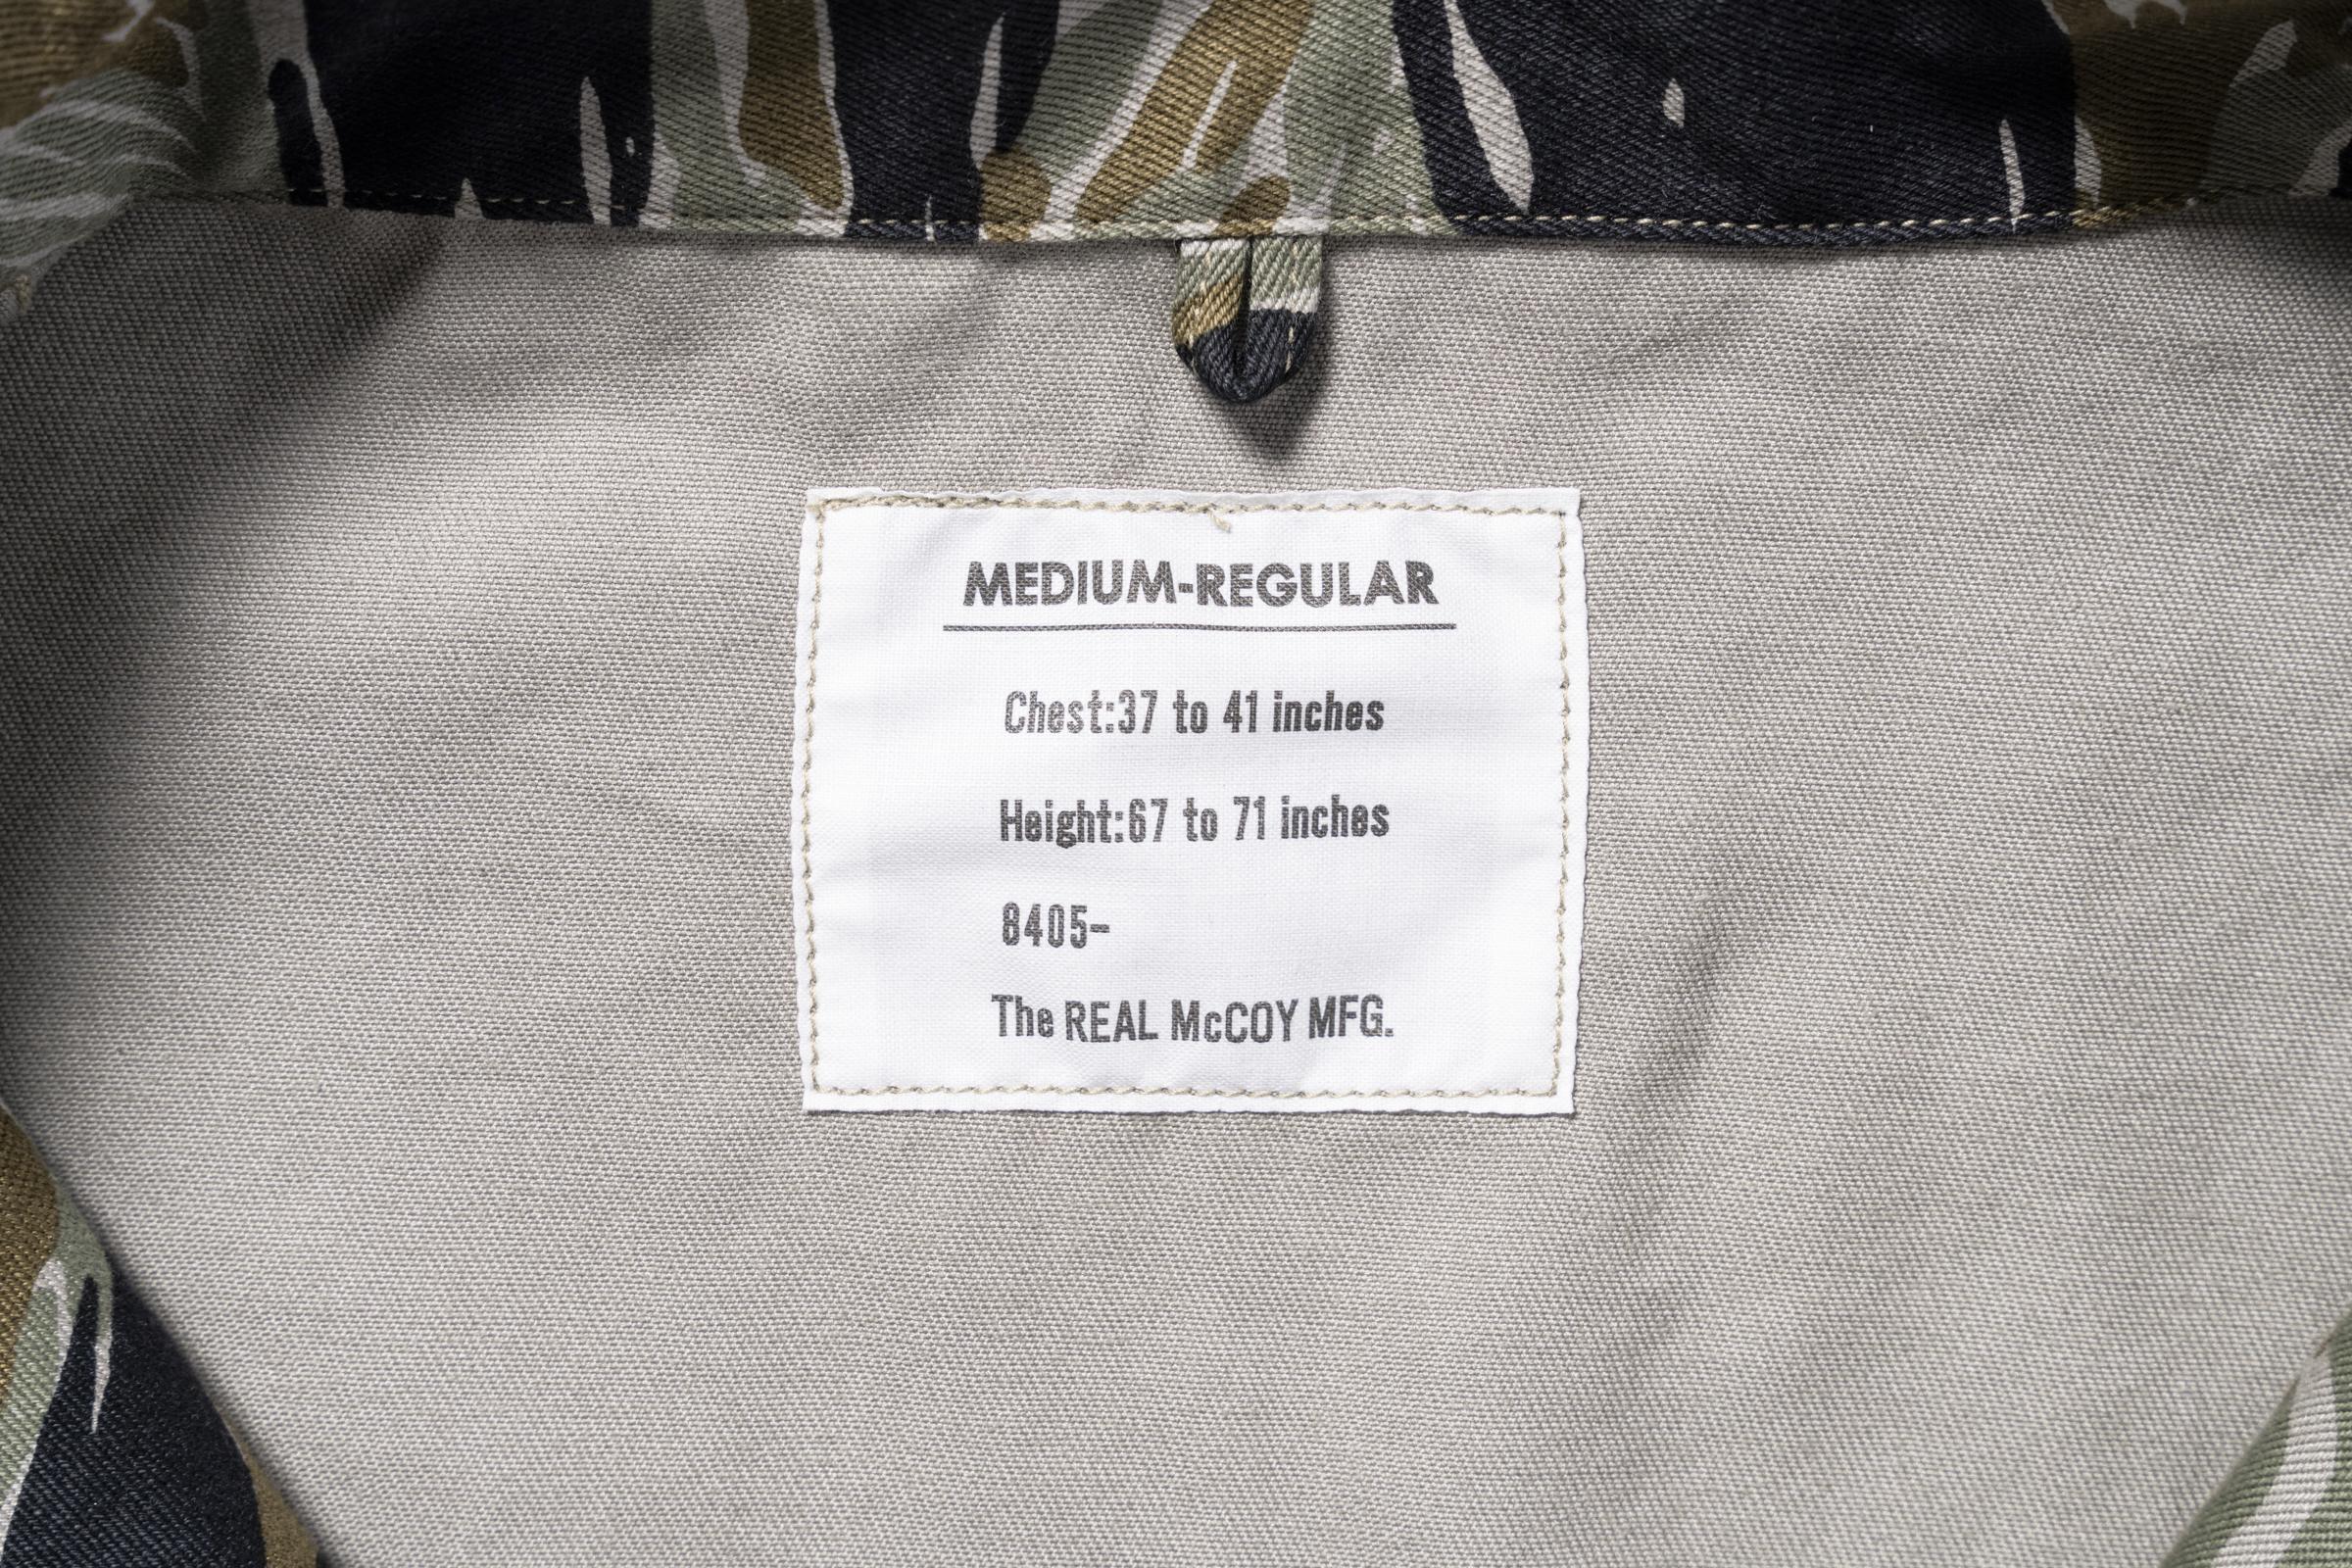 MEDIUM-REGULAR
Chest:37 to 41 inches
Height:67 to 71 inches
8405-
The REAL McCOY MFG.